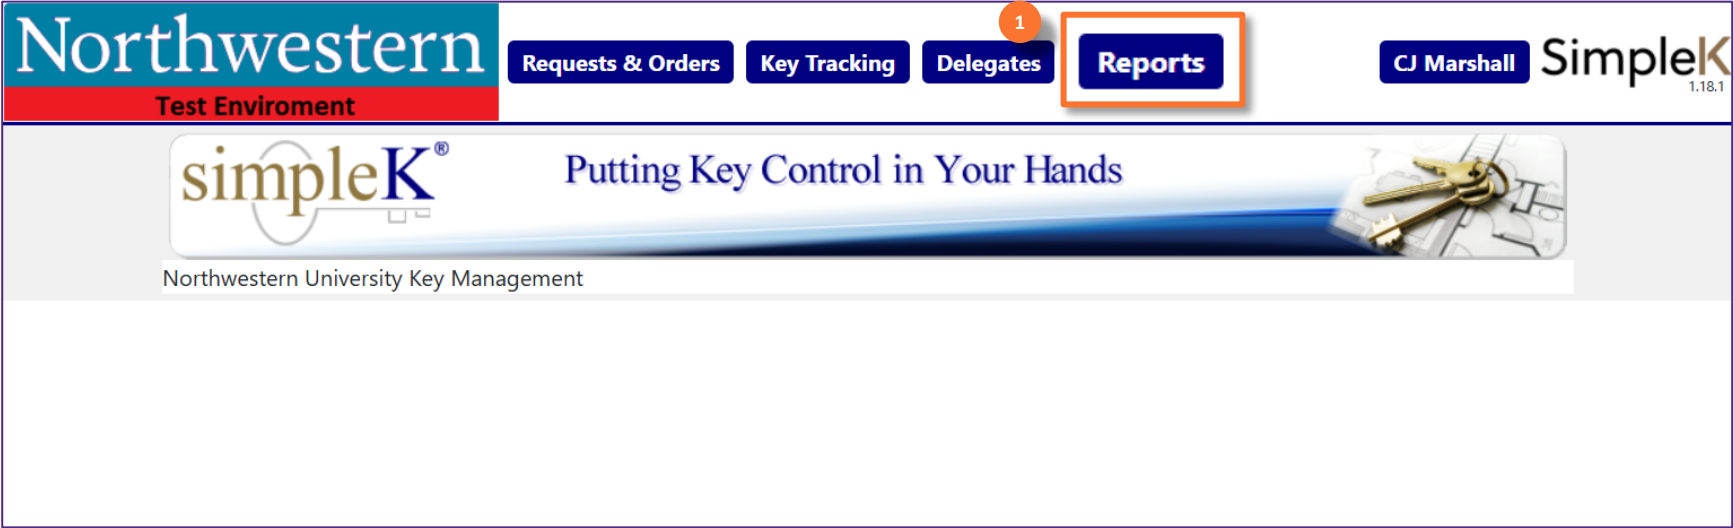 Northwestern
Test Enviroment
Requests & Orders
Key Tracking
Delegates
1
Reports
CJ Marshall
SimpleK
1.18.1
simpleK®
Putting Key Control in Your Hands
Northwestern University Key Management